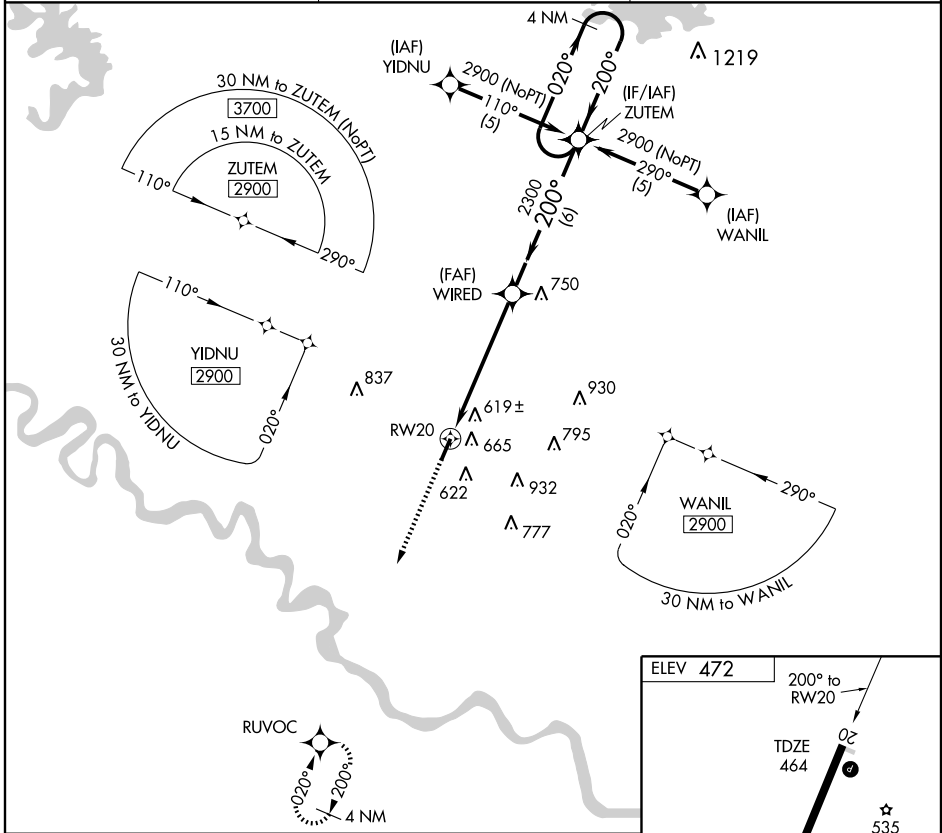 4 NM
(IAF)
YIDNU
2900 (NoPT)
110°
(5)
020°
200°
1219
(IF/IAF)
ZUTEM
2900 (NoPT)
290°
(5)
(IAF)
WANIL
30 NM to ZUTEM (NoPT)
3700
15 NM to ZUTEM
ZUTEM
2900
110°
290°
2300
200°
(6)
(FAF)
WIRED
750
110°
YIDNU
2900
30 NM to YIDNU
020°
837
930
619±
RW20
665
795
622
932
777
WANIL
2900
290°
020°
30 NM to WANIL
RUVOC
020°
200°
4 NM
ELEV 472
200° to
RW20
20
TDZE
464
P
535